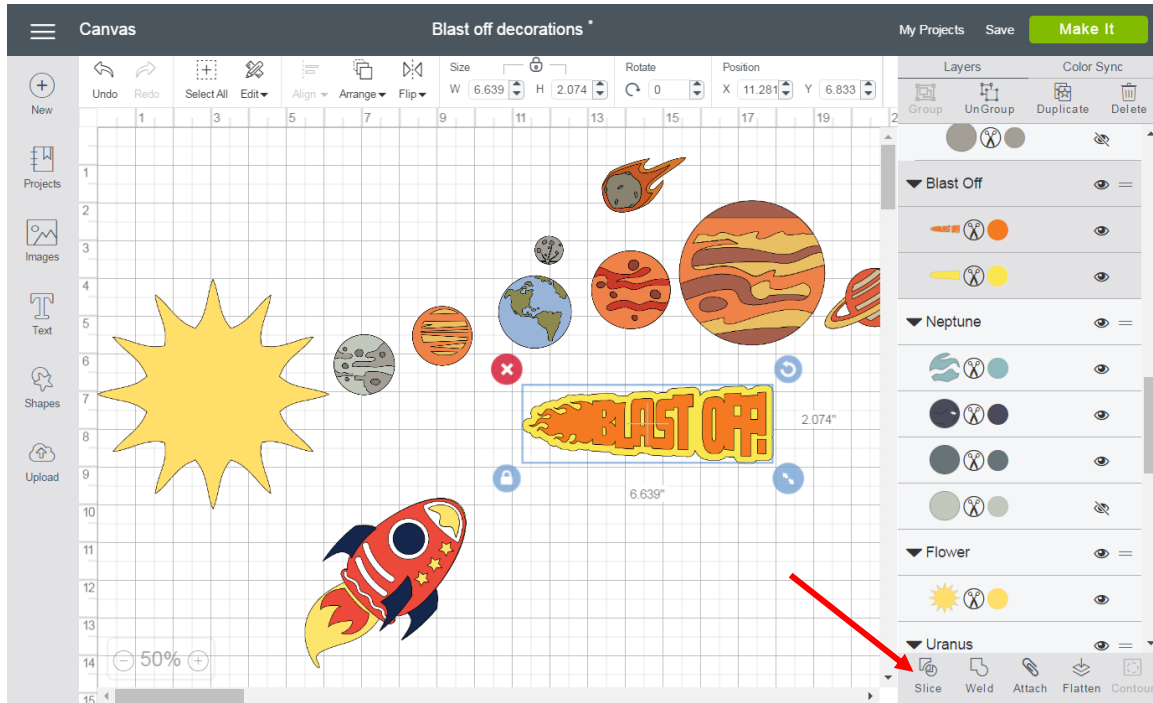 Canvas
Blast off decorations *
My Projects Save Make It
New
Projects
Images
Text
Shapes
Upload
Undo Redo Select All Edit Align Arrange Flip
Size
W 6.639 H 2.074
Rotate
0
Position
X 11.281 Y 6.833
1 3 5 7 9 11 13 15 17 19 2
1
2
3
4
5
6
7
8
9
10
11
12
13
14
15
BLAST OFF!
2.074"
6.639"
50%
Layers Color Sync
Group UnGroup Duplicate Delete
Blast Off
BLAST OFF!
Neptune
Flower
Uranus
Slice Weld Attach Flatten Contour